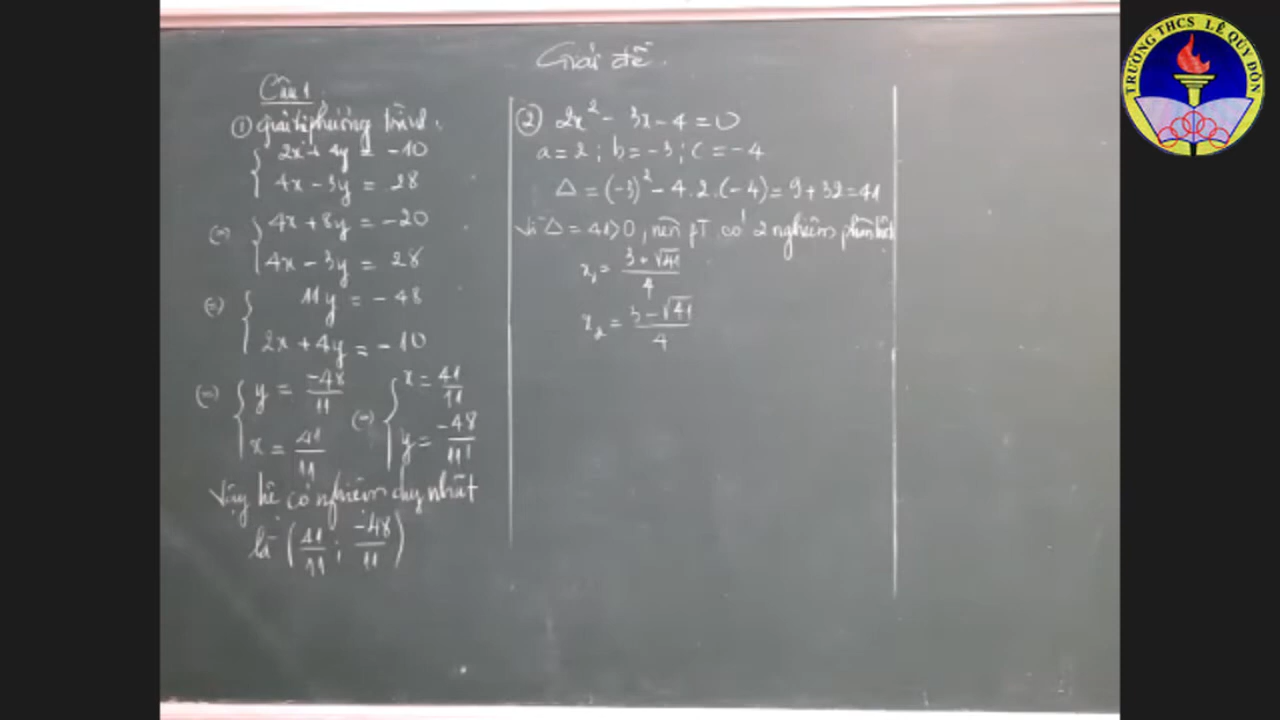 Giải đề
Câu 1
① Giải hệ phương trình:
2x + 4y = -10
4x - 3y = 28
(=) 4x + 8y = -20
4x - 3y = 28
(=) 11y = -48
2x + 4y = -10
(=) y = -48/11 (=) x = 41/11
x = 41/11 y = -48/11
Vậy hệ có nghiệm duy nhất
là (41/11 ; -48/11)
② 2x² - 3x - 4 = 0
a = 2 ; b = -3 ; c = -4
Δ = (-3)² - 4.2.(-4) = 9 + 32 = 41
Vì Δ = 41 > 0, nên PT có 2 nghiệm phân biệt
x₁ = 3 + √41 / 4
x₂ = 3 - √41 / 4
TRƯỜNG THCS LÊ QUÝ ĐÔN